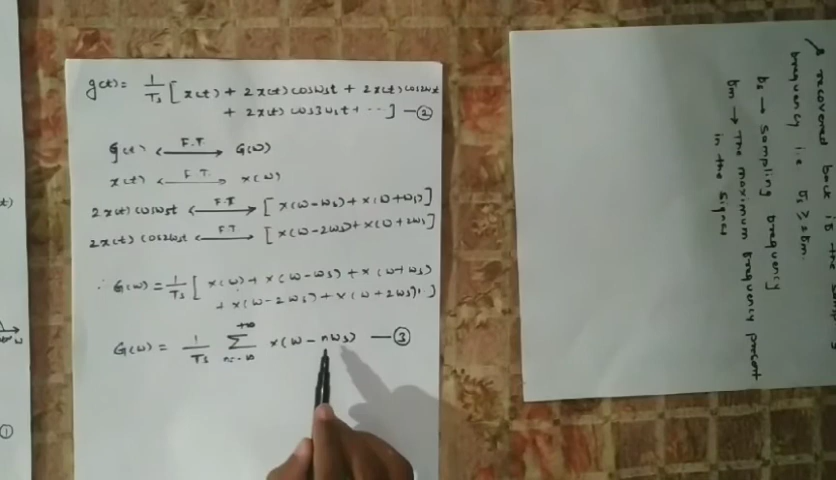 g(t) = 1/Ts [ x(t) + 2x(t) cosωst + 2x(t) cos2ωst
+ 2x(t) cos3ωst + ... ] — ②
g(t) ←F.T.→ G(ω)
x(t) ←F.T.→ X(ω)
2x(t) cosωst ←F.T→ [ X(ω-ωs) + X(ω+ωs) ]
2x(t) cos2ωst ←F.T→ [ X(ω-2ωs) + X(ω+2ωs) ]
∴ G(ω) = 1/Ts [ X(ω) + X(ω-ωs) + X(ω+ωs)
+ X(ω-2ωs) + X(ω+2ωs).. ]
G(ω) = 1/Ts Σ n=-∞ +∞ X(ω-nωs) — ③
recovered back is the
frequency i.e fs ≥ 2fm.
fs → sampling frequency
fm → The maximum frequency present
in the signal
①